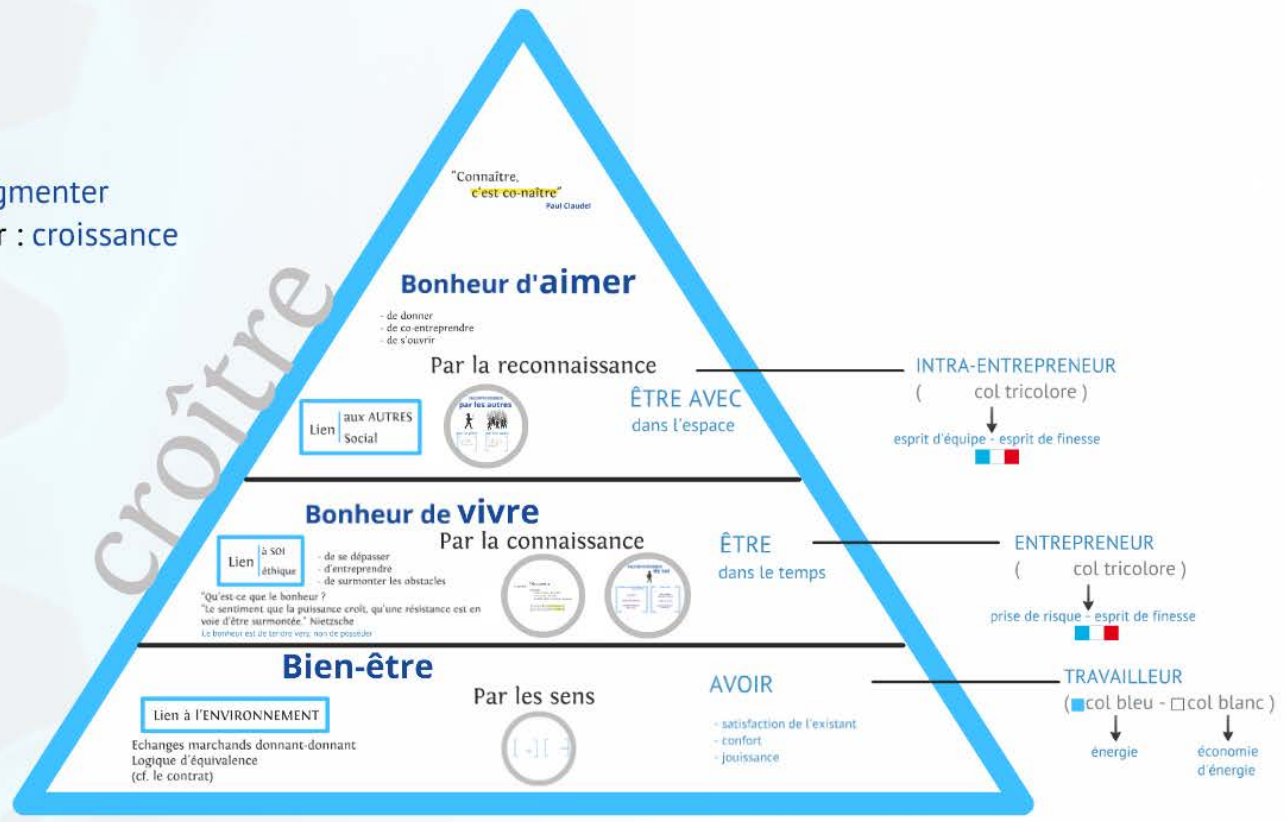 gmenter
r : croissance
croître
"Connaître,
c'est co-naître"
Paul Claudel
Bonheur d'aimer
- de donner
- de co-entreprendre
- de s'ouvrir
Par la reconnaissance
Lien
aux AUTRES
Social
par les autres
ÊTRE AVEC
dans l'espace
INTRA-ENTREPRENEUR
( col tricolore )
esprit d'équipe - esprit de finesse
Bonheur de vivre
Par la connaissance
Lien
à SOI
éthique
- de se dépasser
- d'entreprendre
- de surmonter les obstacles
"Qu'est-ce que le bonheur ?
"Le sentiment que la puissance croît, qu'une résistance est en
voie d'être surmontée." Nietzsche
Le bonheur est de tendre vers, non de posséder
ÊTRE
dans le temps
ENTREPRENEUR
( col tricolore )
prise de risque - esprit de finesse
Bien-être
Par les sens
Lien à l'ENVIRONNEMENT
Echanges marchands donnant-donnant
Logique d'équivalence
(cf. le contrat)
AVOIR
- satisfaction de l'existant
- confort
- jouissance
TRAVAILLEUR
( col bleu - col blanc )
énergie
économie
d'énergie